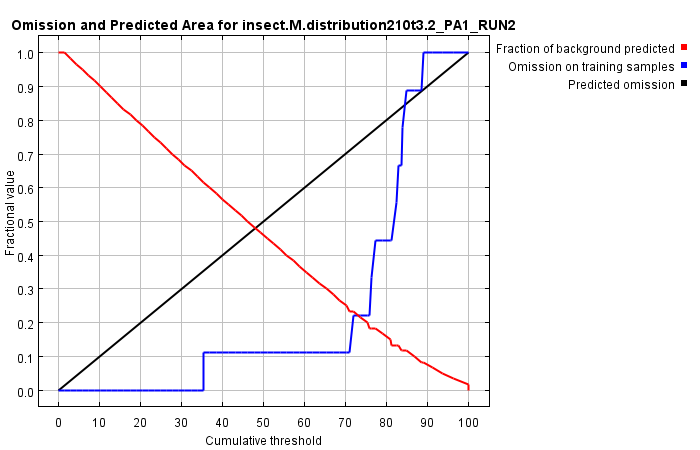 Omission and Predicted Area for insect.M.distribution210t3.2_PA1_RUN2
Fraction of background predicted
Omission on training samples
Predicted omission
Fractional value
1.0
0.9
0.8
0.7
0.6
0.5
0.4
0.3
0.2
0.1
0.0
0 10 20 30 40 50 60 70 80 90 100
Cumulative threshold